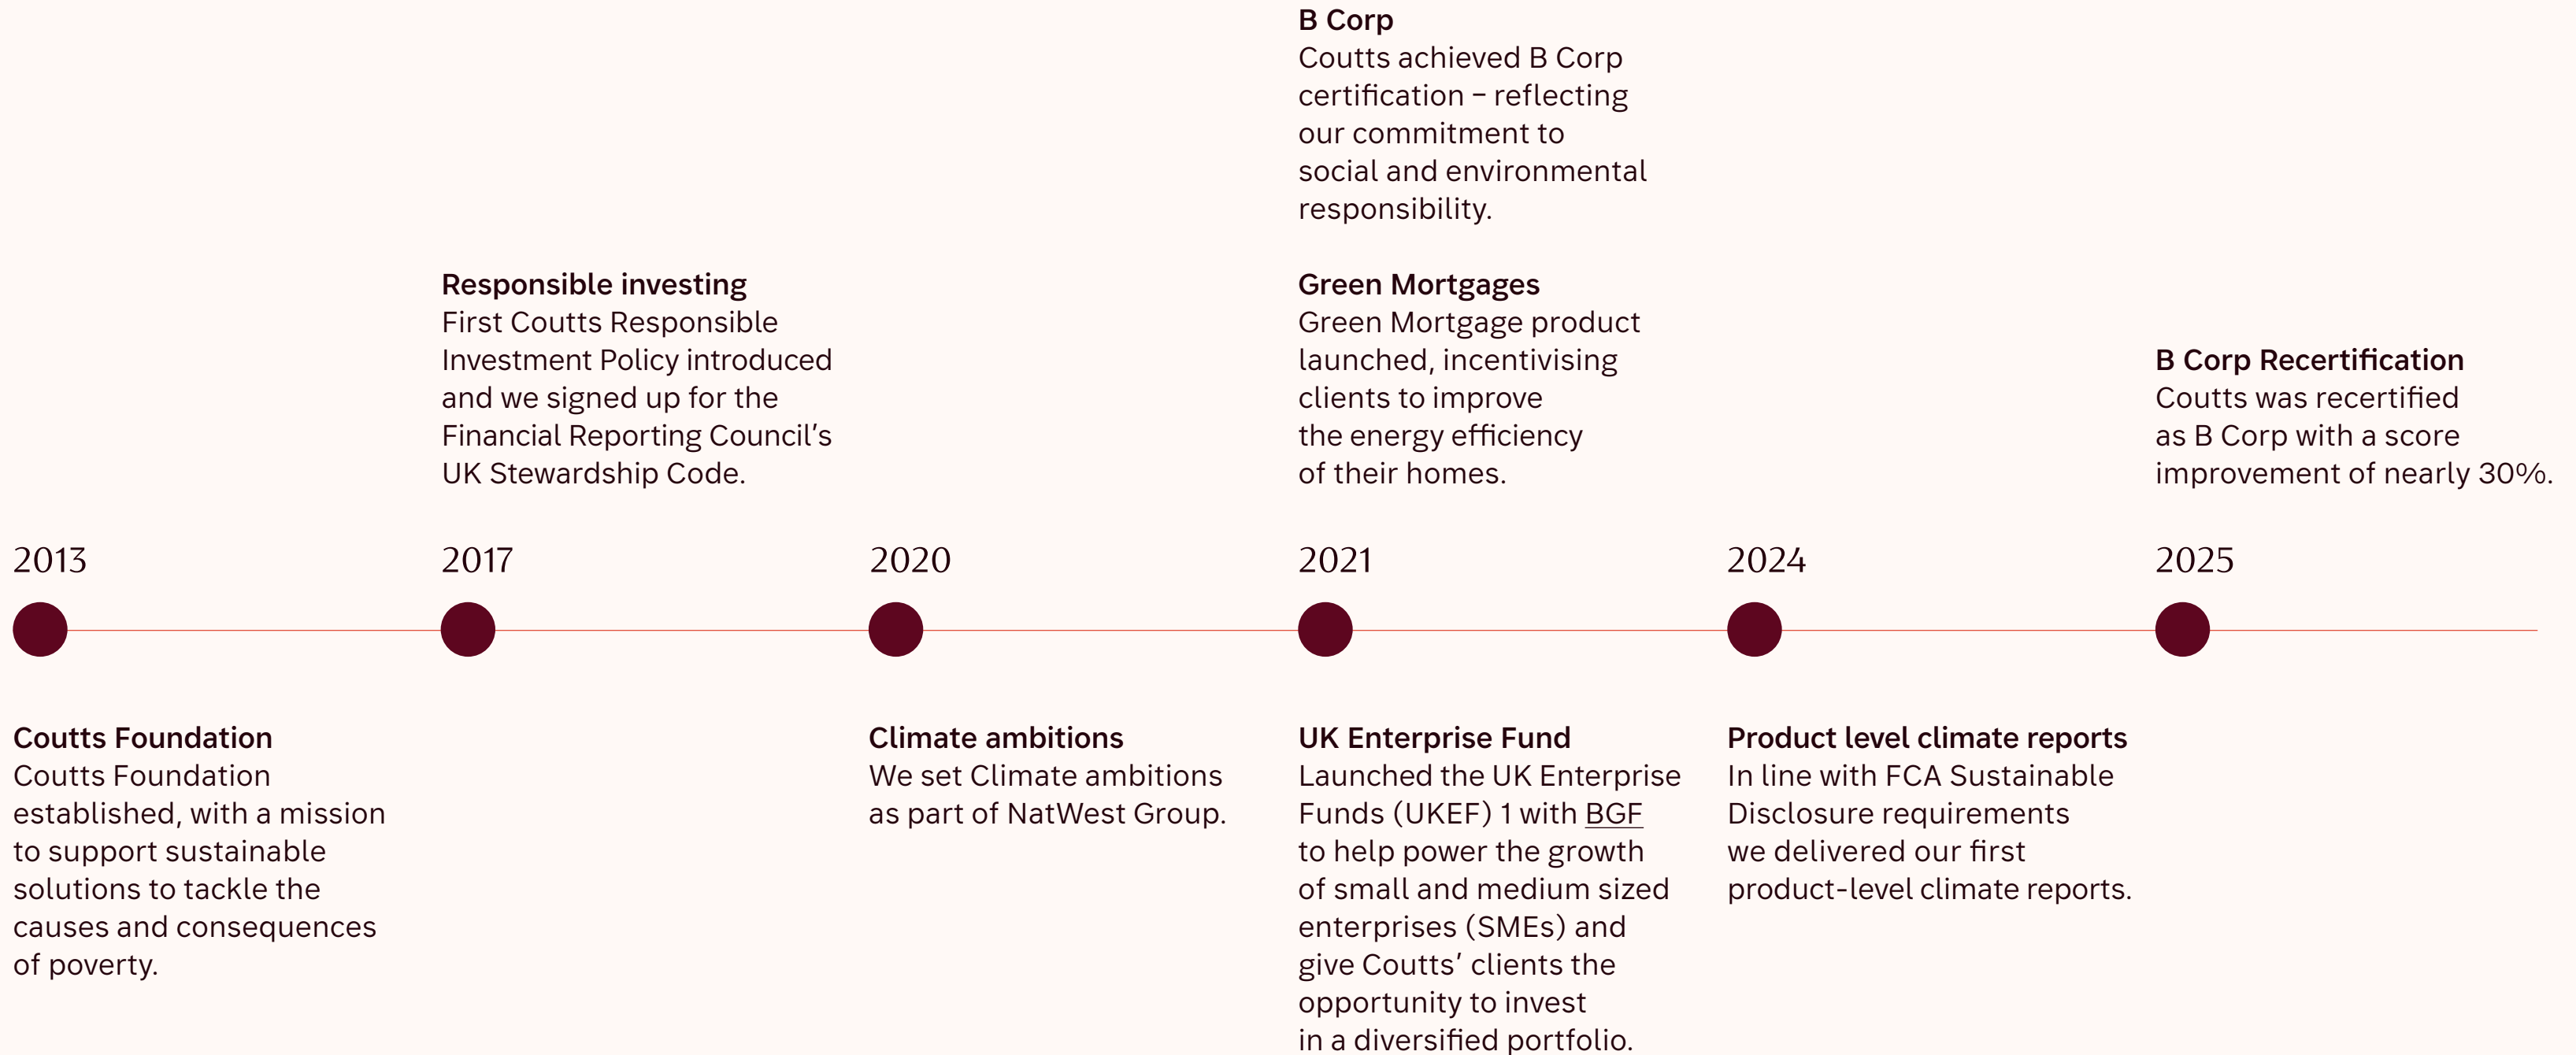 B Corp
Coutts achieved B Corp
certification – reflecting
our commitment to
social and environmental
responsibility.
Responsible investing
First Coutts Responsible
Investment Policy introduced
and we signed up for the
Financial Reporting Council’s
UK Stewardship Code.
Green Mortgages
Green Mortgage product
launched, incentivising
clients to improve
the energy efficiency
of their homes.
B Corp Recertification
Coutts was recertified
as B Corp with a score
improvement of nearly 30%.
2013
2017
2020
2021
2024
2025
Coutts Foundation
Coutts Foundation
established, with a mission
to support sustainable
solutions to tackle the
causes and consequences
of poverty.
Climate ambitions
We set Climate ambitions
as part of NatWest Group.
UK Enterprise Fund
Launched the UK Enterprise
Funds (UKEF) 1 with BGF
to help power the growth
of small and medium sized
enterprises (SMEs) and
give Coutts’ clients the
opportunity to invest
in a diversified portfolio.
Product level climate reports
In line with FCA Sustainable
Disclosure requirements
we delivered our first
product-level climate reports.